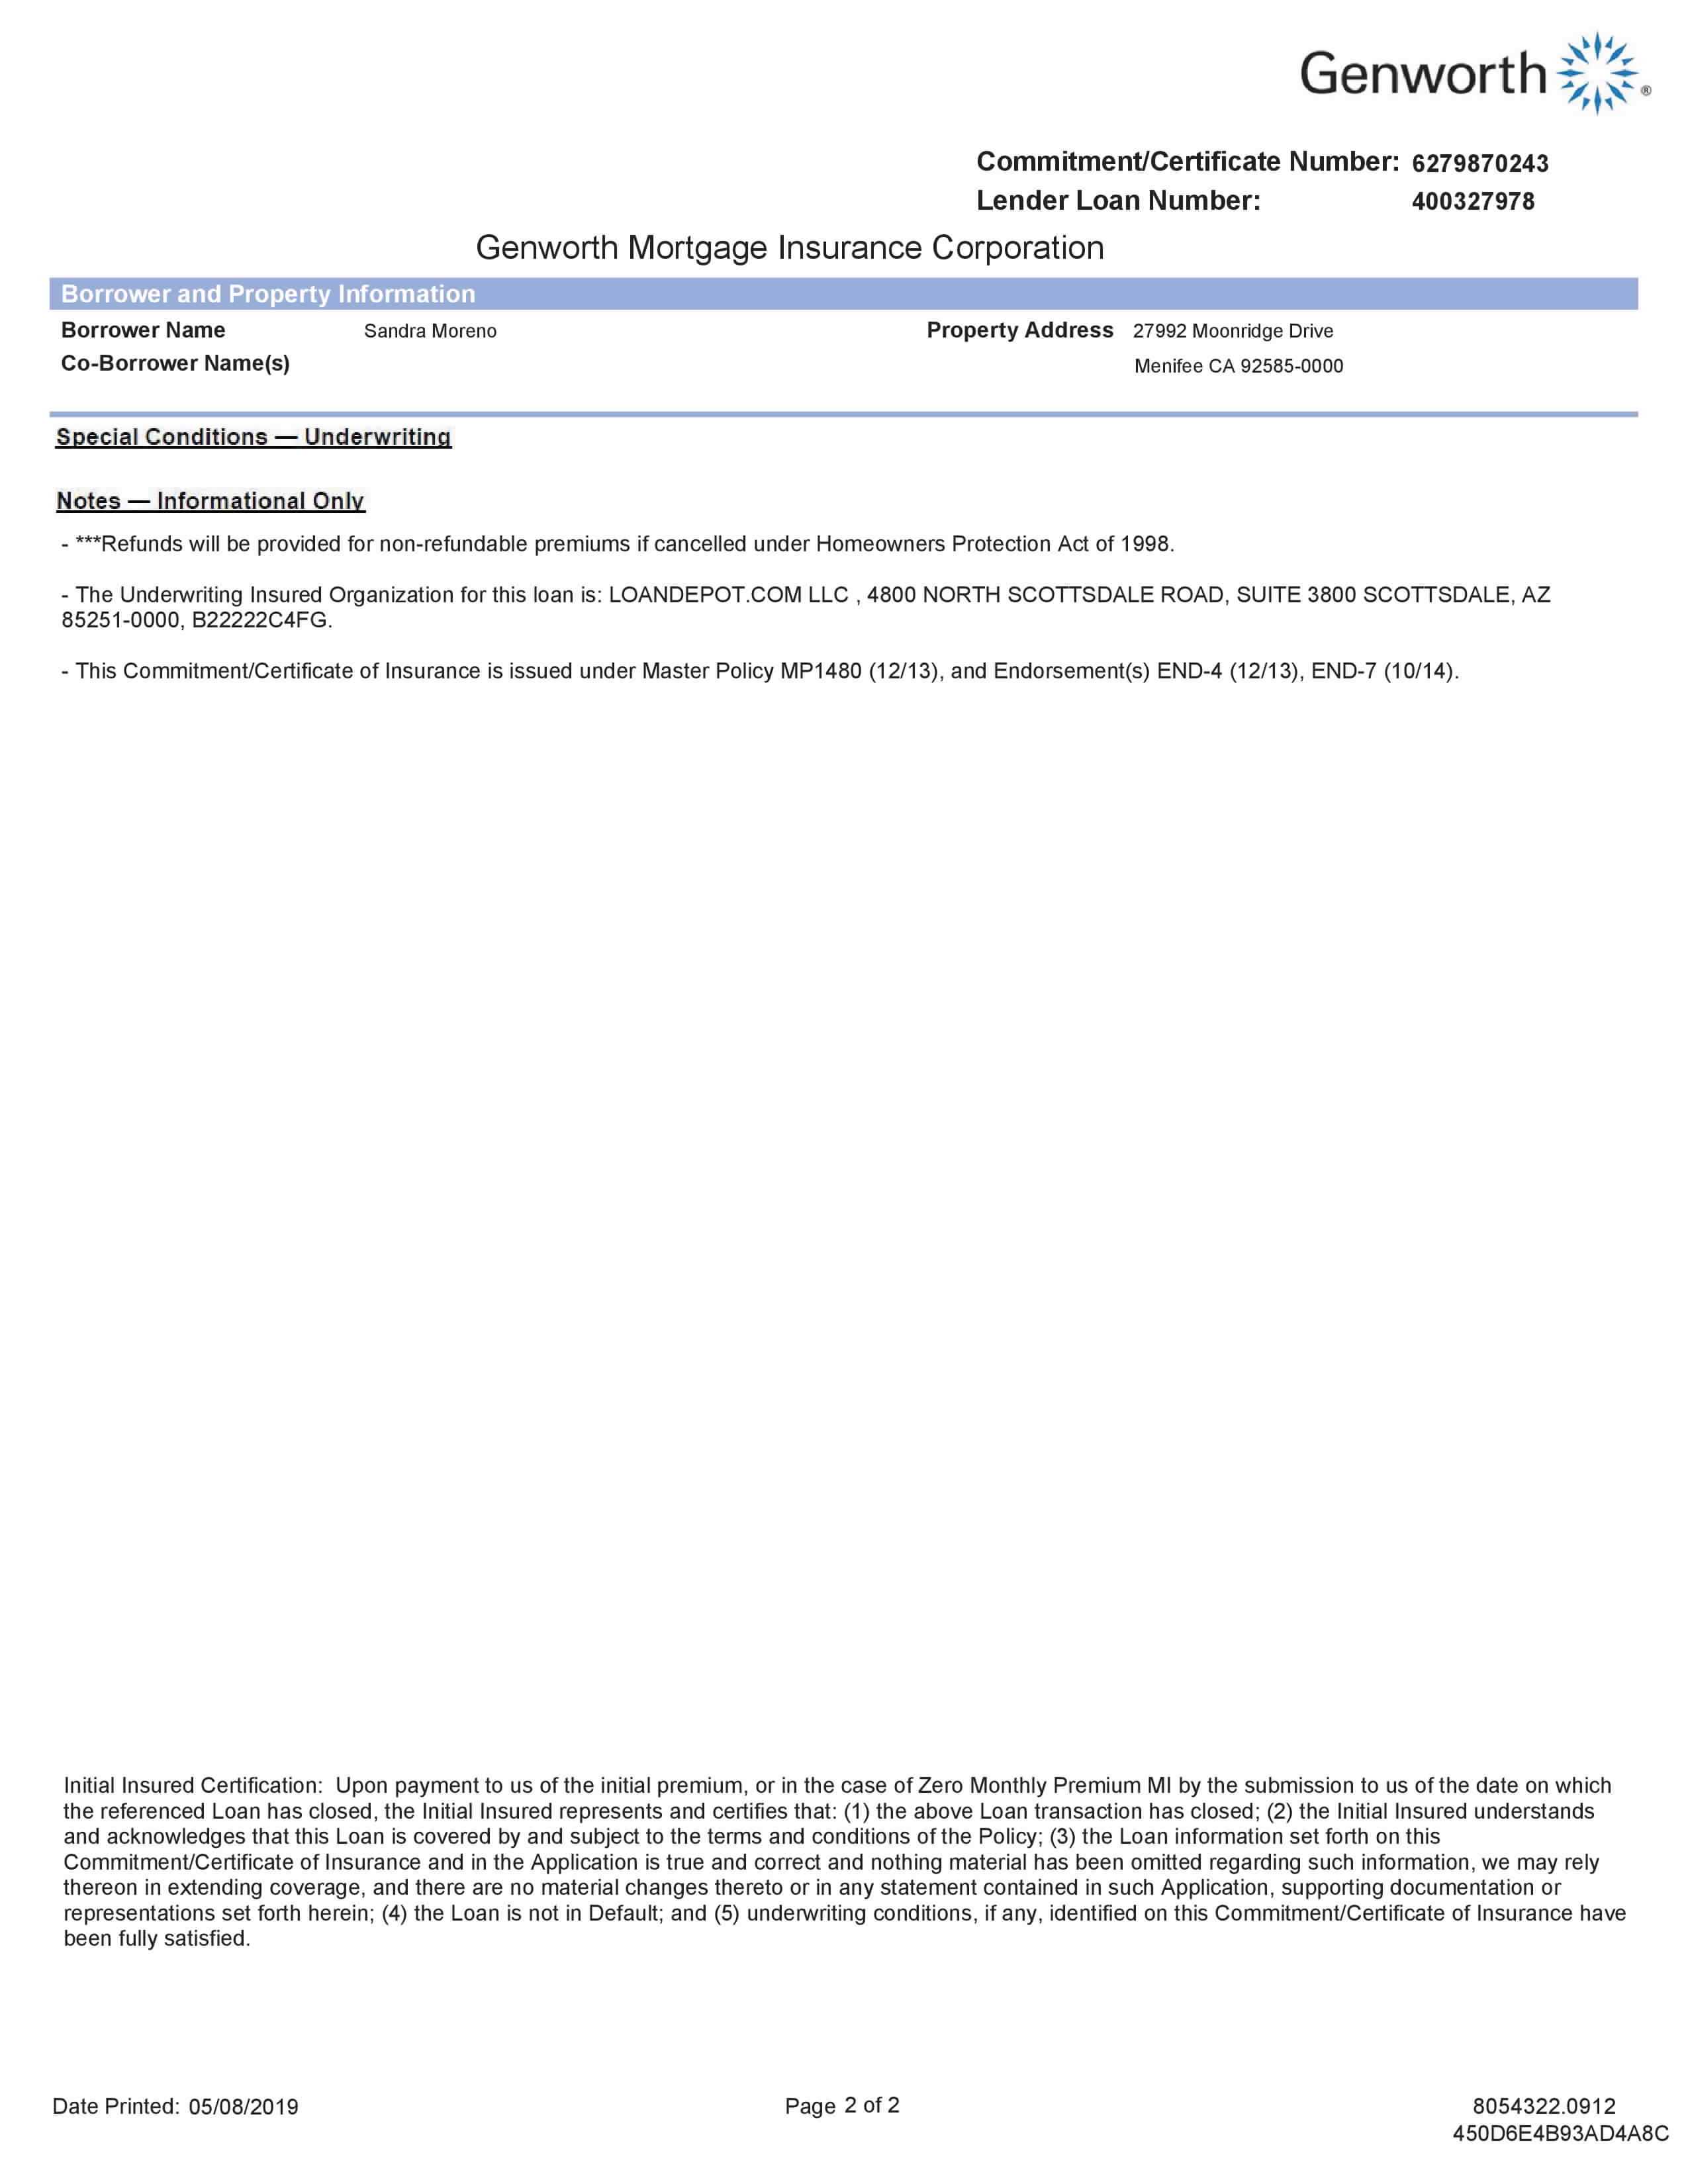 Genworth ®
Commitment/Certificate Number: 6279870243
Lender Loan Number: 400327978
Genworth Mortgage Insurance Corporation
Borrower and Property Information
Borrower Name Sandra Moreno Property Address 27992 Moonridge Drive
Co-Borrower Name(s) Menifee CA 92585-0000
Special Conditions — Underwriting
Notes — Informational Only
- ***Refunds will be provided for non-refundable premiums if cancelled under Homeowners Protection Act of 1998.
- The Underwriting Insured Organization for this loan is: LOANDEPOT.COM LLC , 4800 NORTH SCOTTSDALE ROAD, SUITE 3800 SCOTTSDALE, AZ
85251-0000, B22222C4FG.
- This Commitment/Certificate of Insurance is issued under Master Policy MP1480 (12/13), and Endorsement(s) END-4 (12/13), END-7 (10/14).
Initial Insured Certification: Upon payment to us of the initial premium, or in the case of Zero Monthly Premium MI by the submission to us of the date on which
the referenced Loan has closed, the Initial Insured represents and certifies that: (1) the above Loan transaction has closed; (2) the Initial Insured understands
and acknowledges that this Loan is covered by and subject to the terms and conditions of the Policy; (3) the Loan information set forth on this
Commitment/Certificate of Insurance and in the Application is true and correct and nothing material has been omitted regarding such information, we may rely
thereon in extending coverage, and there are no material changes thereto or in any statement contained in such Application, supporting documentation or
representations set forth herein; (4) the Loan is not in Default; and (5) underwriting conditions, if any, identified on this Commitment/Certificate of Insurance have
been fully satisfied.
Date Printed: 05/08/2019 Page 2 of 2 8054322.0912
450D6E4B93AD4A8C